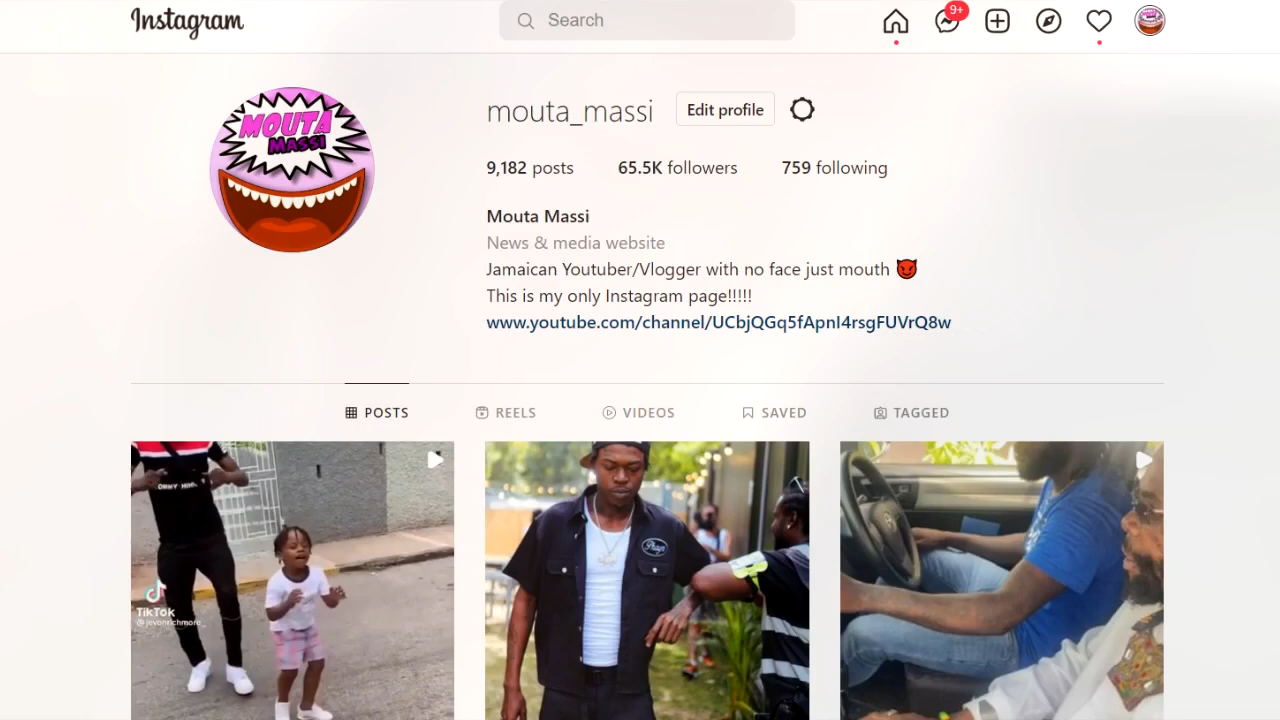 Instagram
Search
9+
MOUTA
MASSI
mouta_massi
Edit profile
9,182 posts 65.5K followers 759 following
Mouta Massi
News & media website
Jamaican Youtuber/Vlogger with no face just mouth 😈
This is my only Instagram page!!!!!
www.youtube.com/channel/UCbjQGq5fApnI4rsgFUVrQ8w
POSTS REELS VIDEOS SAVED TAGGED
TikTok
@jevonrichmore_